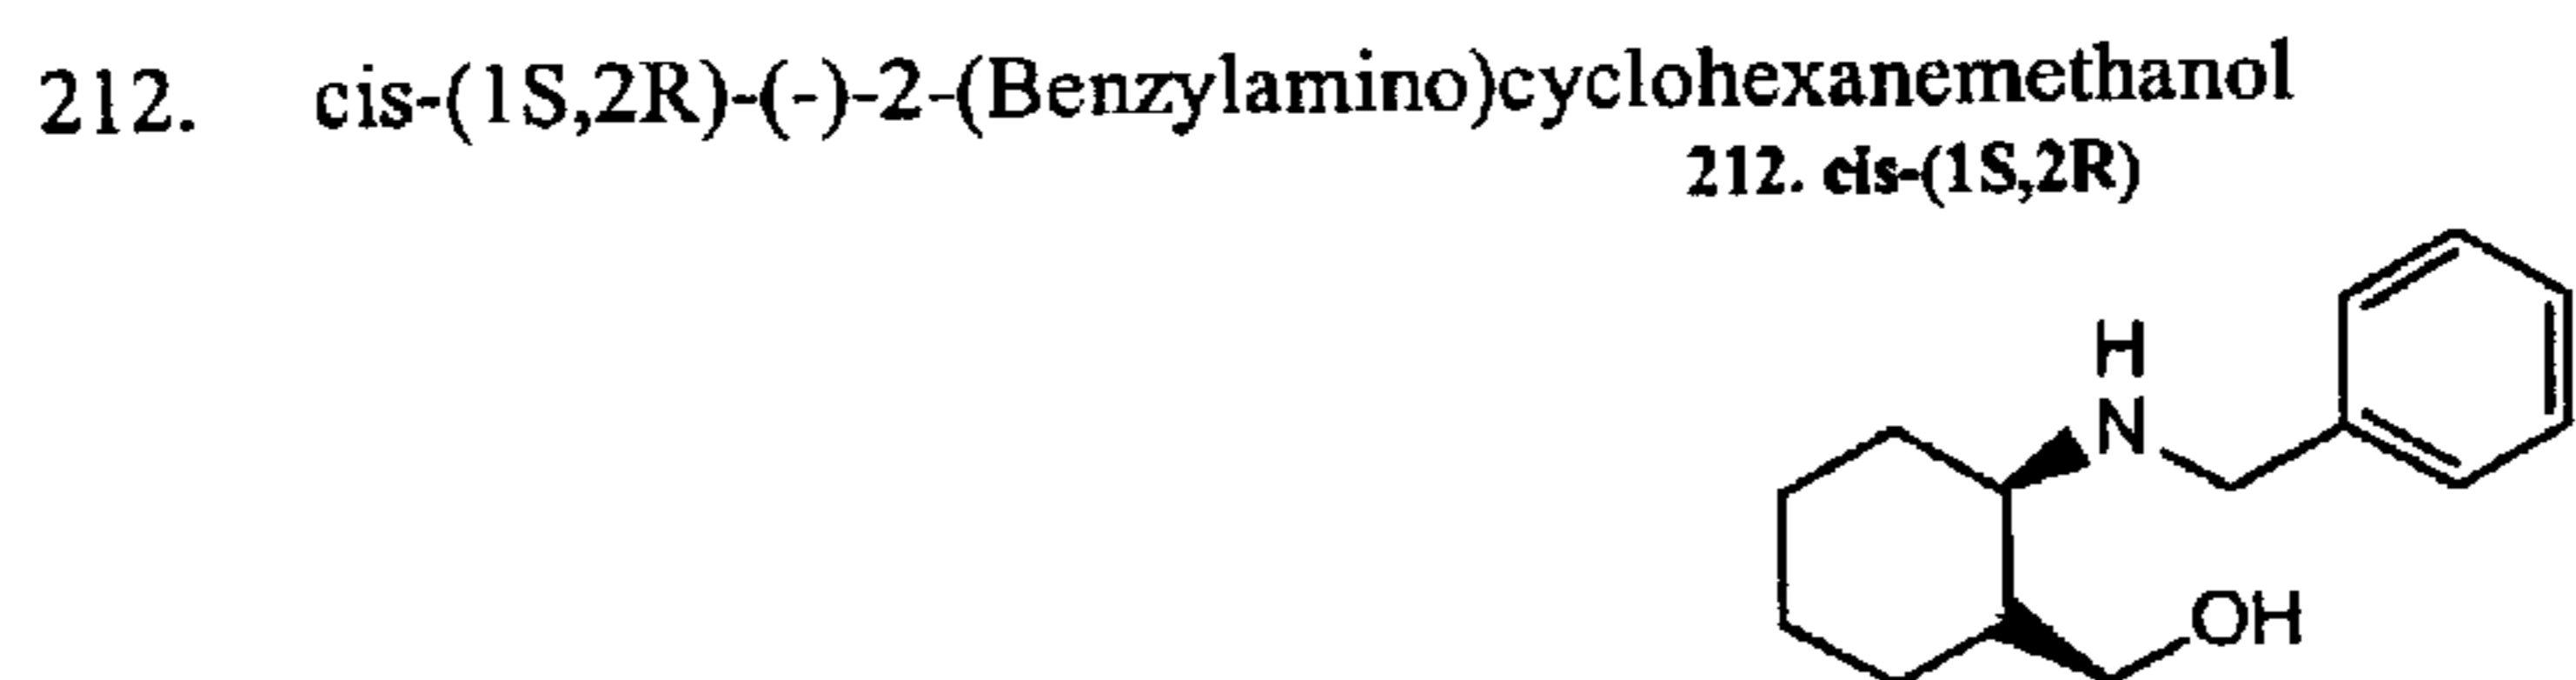 212. cis-(1S,2R)-(-)-2-(Benzylamino)cyclohexanemethanol
212. cis-(1S,2R)
H
N
OH